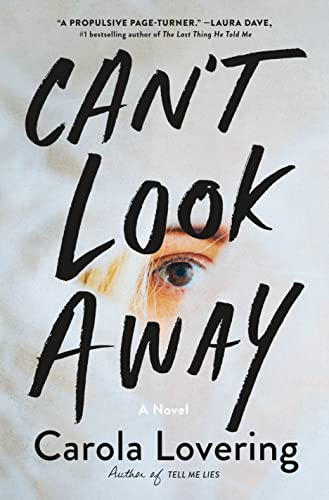 “A PROPULSIVE PAGE-TURNER.” —LAURA DAVE,
#1 bestselling author of The Last Thing He Told Me
CAN'T
LOOK
AWAY
A Novel
Carola Lovering
Author of TELL ME LIES